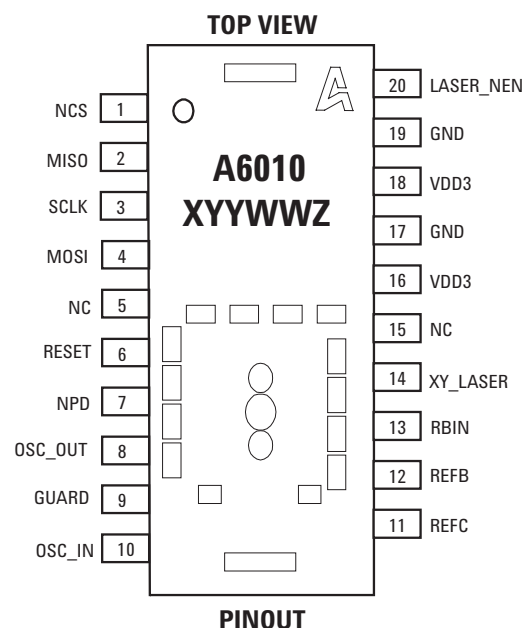 TOP VIEW
NCS 1
MISO 2
SCLK 3
MOSI 4
NC 5
RESET 6
NPD 7
OSC_OUT 8
GUARD 9
OSC_IN 10
A6010
XYYWWZ
20 LASER_NEN
19 GND
18 VDD3
17 GND
16 VDD3
15 NC
14 XY_LASER
13 RBIN
12 REFB
11 REFC
PINOUT